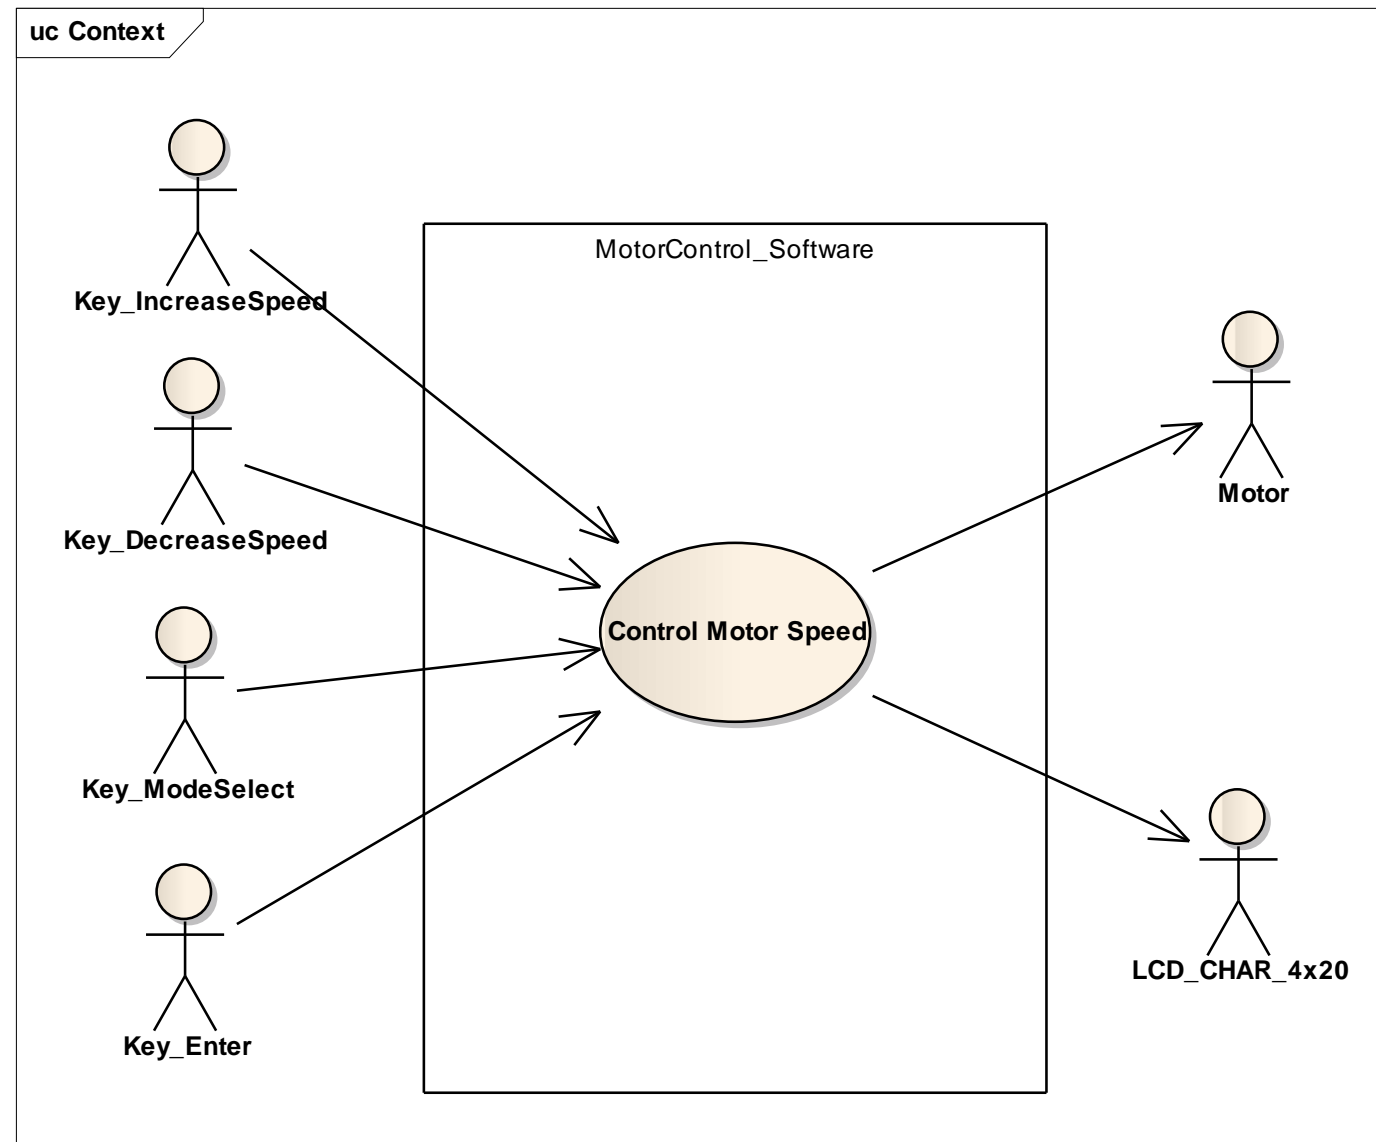 uc Context
MotorControl_Software
Key_IncreaseSpeed
Motor
Key_DecreaseSpeed
Control Motor Speed
Key_ModeSelect
LCD_CHAR_4x20
Key_Enter